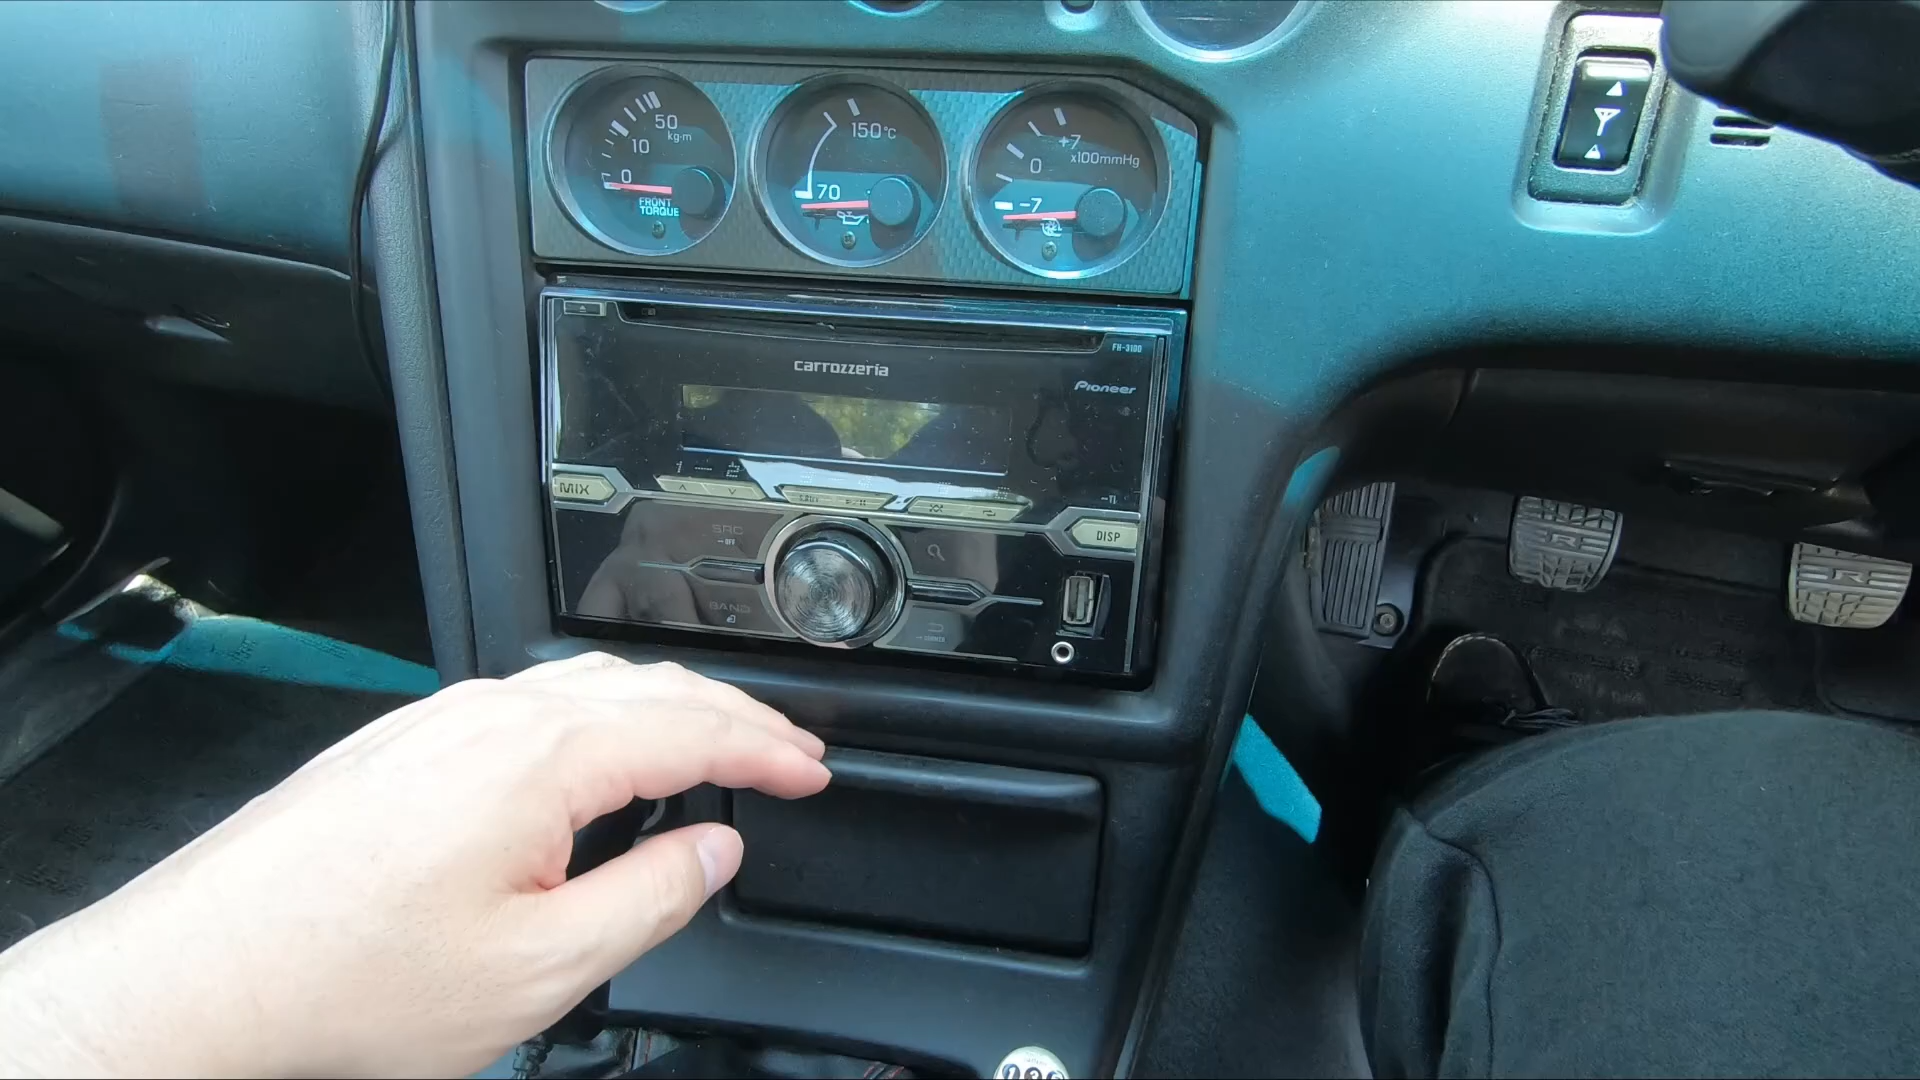 50
kg·m
10
0
FRONT
TORQUE
150°C
70
+7
0
x100mmHg
-7
FH-3100
carrozzeria
Pioneer
MIX
SRC
OFF
DISP
BAND
R
R